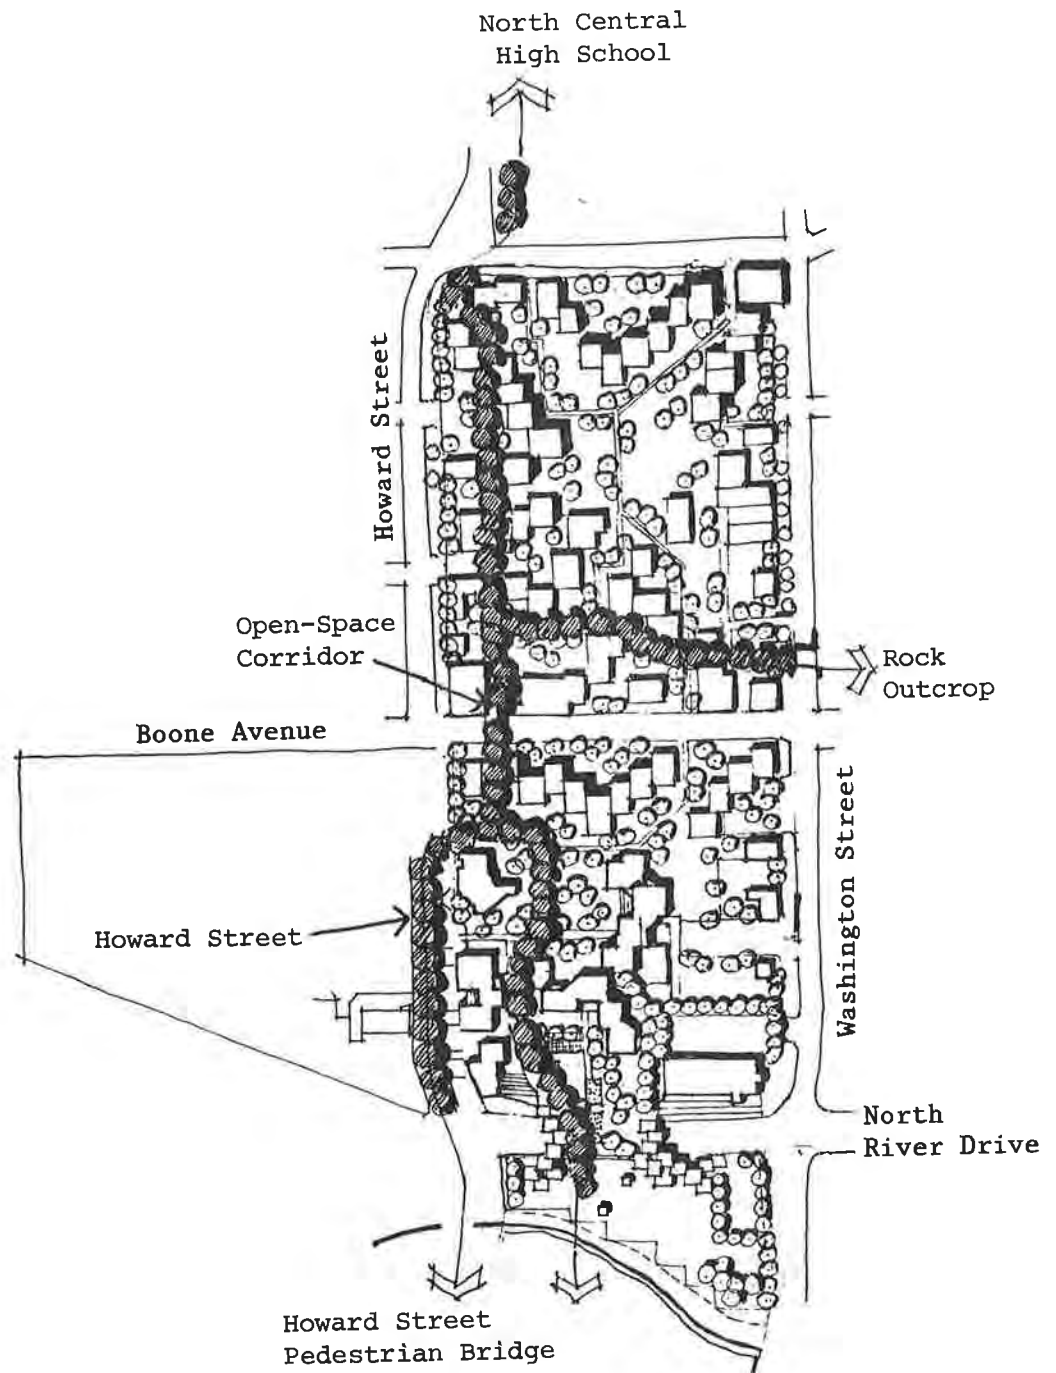 North Central
High School
Howard Street
Open-Space
Corridor
Rock
Outcrop
Boone Avenue
Washington Street
Howard Street
North
River Drive
Howard Street
Pedestrian Bridge